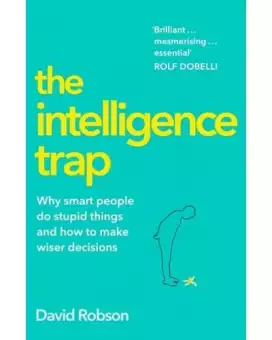 'Brilliant . . .
mesmerising . . .
essential'
ROLF DOBELLI
the
intelligence
trap
Why smart people
do stupid things
and how to make
wiser decisions
David Robson